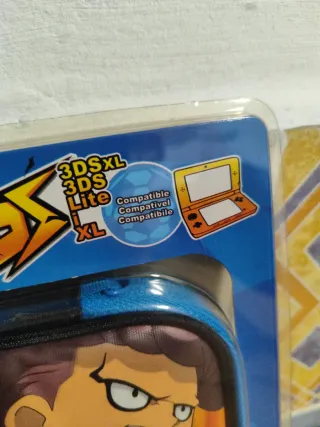 3DS XL
3DS
Lite
i
XL
Compatible
Compatível
Compatibile